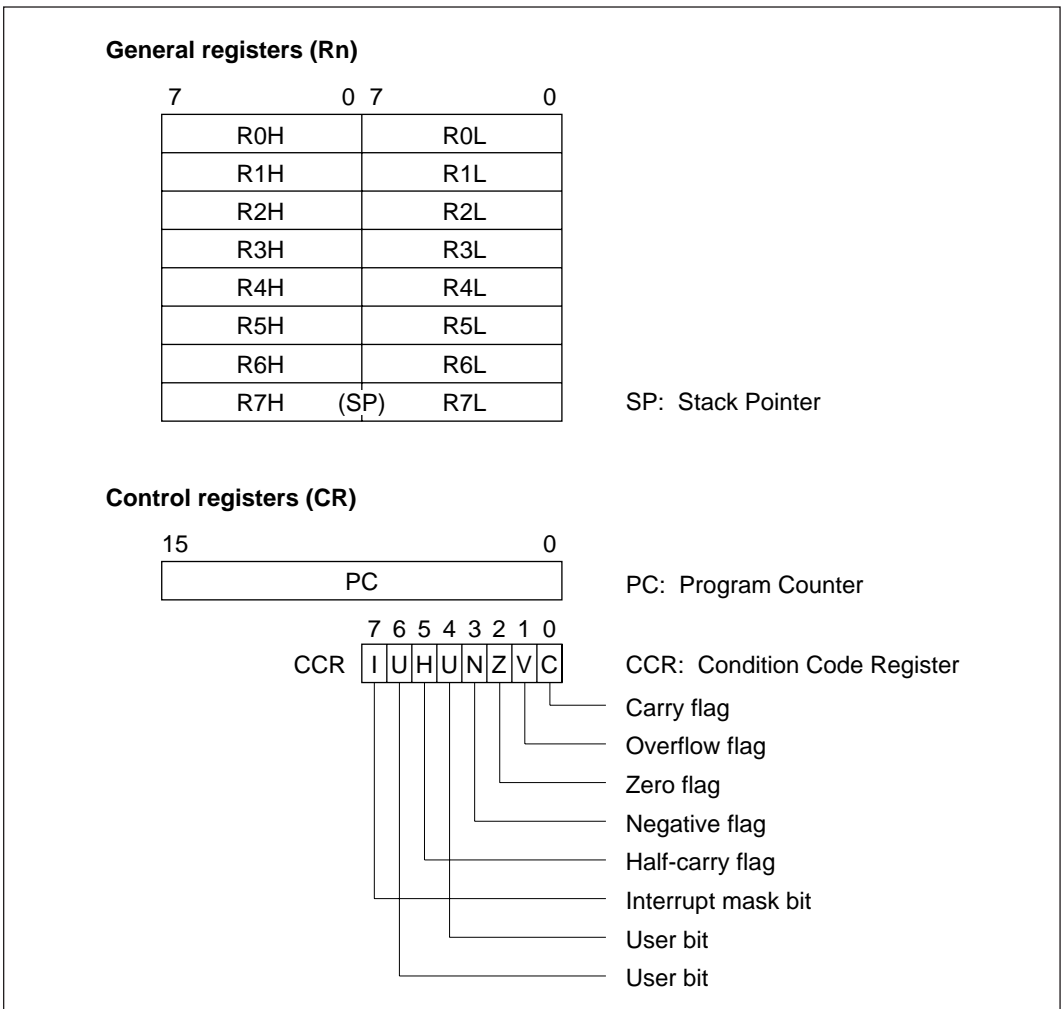 General registers (Rn)
7 0 7 0
R0H R0L
R1H R1L
R2H R2L
R3H R3L
R4H R4L
R5H R5L
R6H R6L
R7H (SP) R7L SP: Stack Pointer
Control registers (CR)
15 0
PC PC: Program Counter
7 6 5 4 3 2 1 0
CCR I U H U N Z V C CCR: Condition Code Register
Carry flag
Overflow flag
Zero flag
Negative flag
Half-carry flag
Interrupt mask bit
User bit
User bit